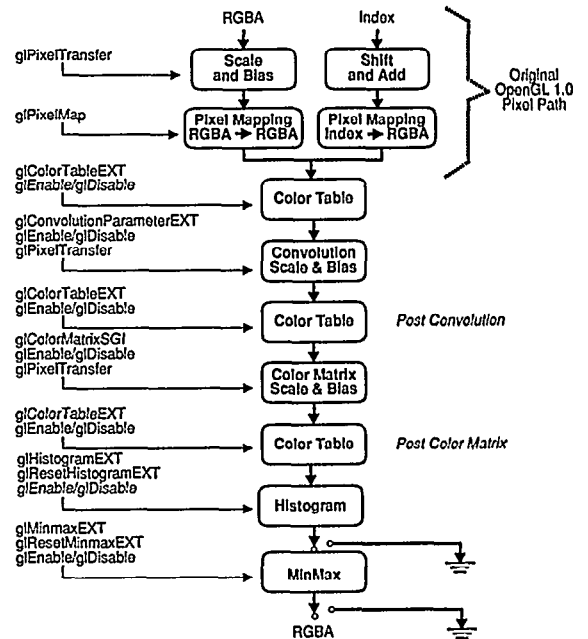 RGBA
Index
glPixelTransfer
Scale
and Bias
Shift
and Add
Original
OpenGL 1.0
Pixel Path
glPixelMap
Pixel Mapping
RGBA → RGBA
Pixel Mapping
Index → RGBA
glColorTableEXT
glEnable/glDisable
Color Table
glConvolutionParameterEXT
glEnable/glDisable
glPixelTransfer
Convolution
Scale & Bias
glColorTableEXT
glEnable/glDisable
Color Table
Post Convolution
glColorMatrixSGI
glEnable/glDisable
glPixelTransfer
Color Matrix
Scale & Bias
glColorTableEXT
glEnable/glDisable
Color Table
Post Color Matrix
glHistogramEXT
glResetHistogramEXT
glEnable/glDisable
Histogram
glMinmaxEXT
glResetMinmaxEXT
glEnable/glDisable
MinMax
RGBA